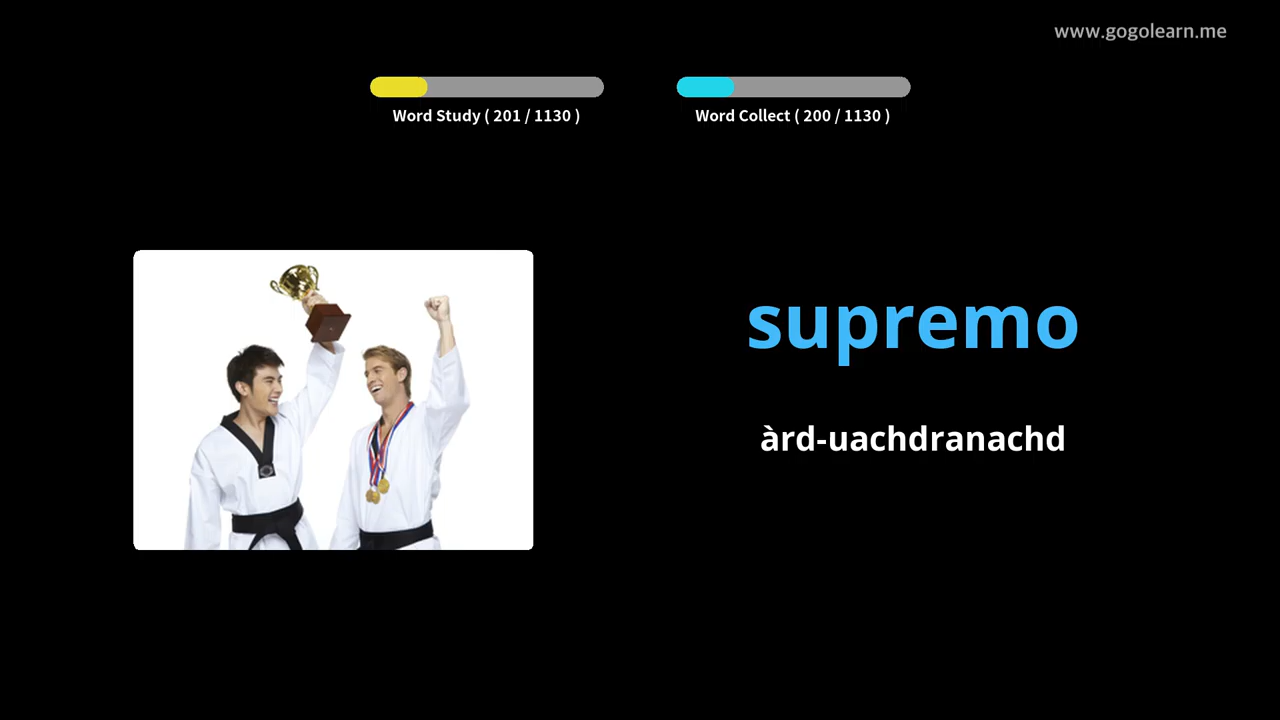 www.gogolearn.me
Word Study ( 201 / 1130 )
Word Collect ( 200 / 1130 )
supremo
àrd-uachdranachd